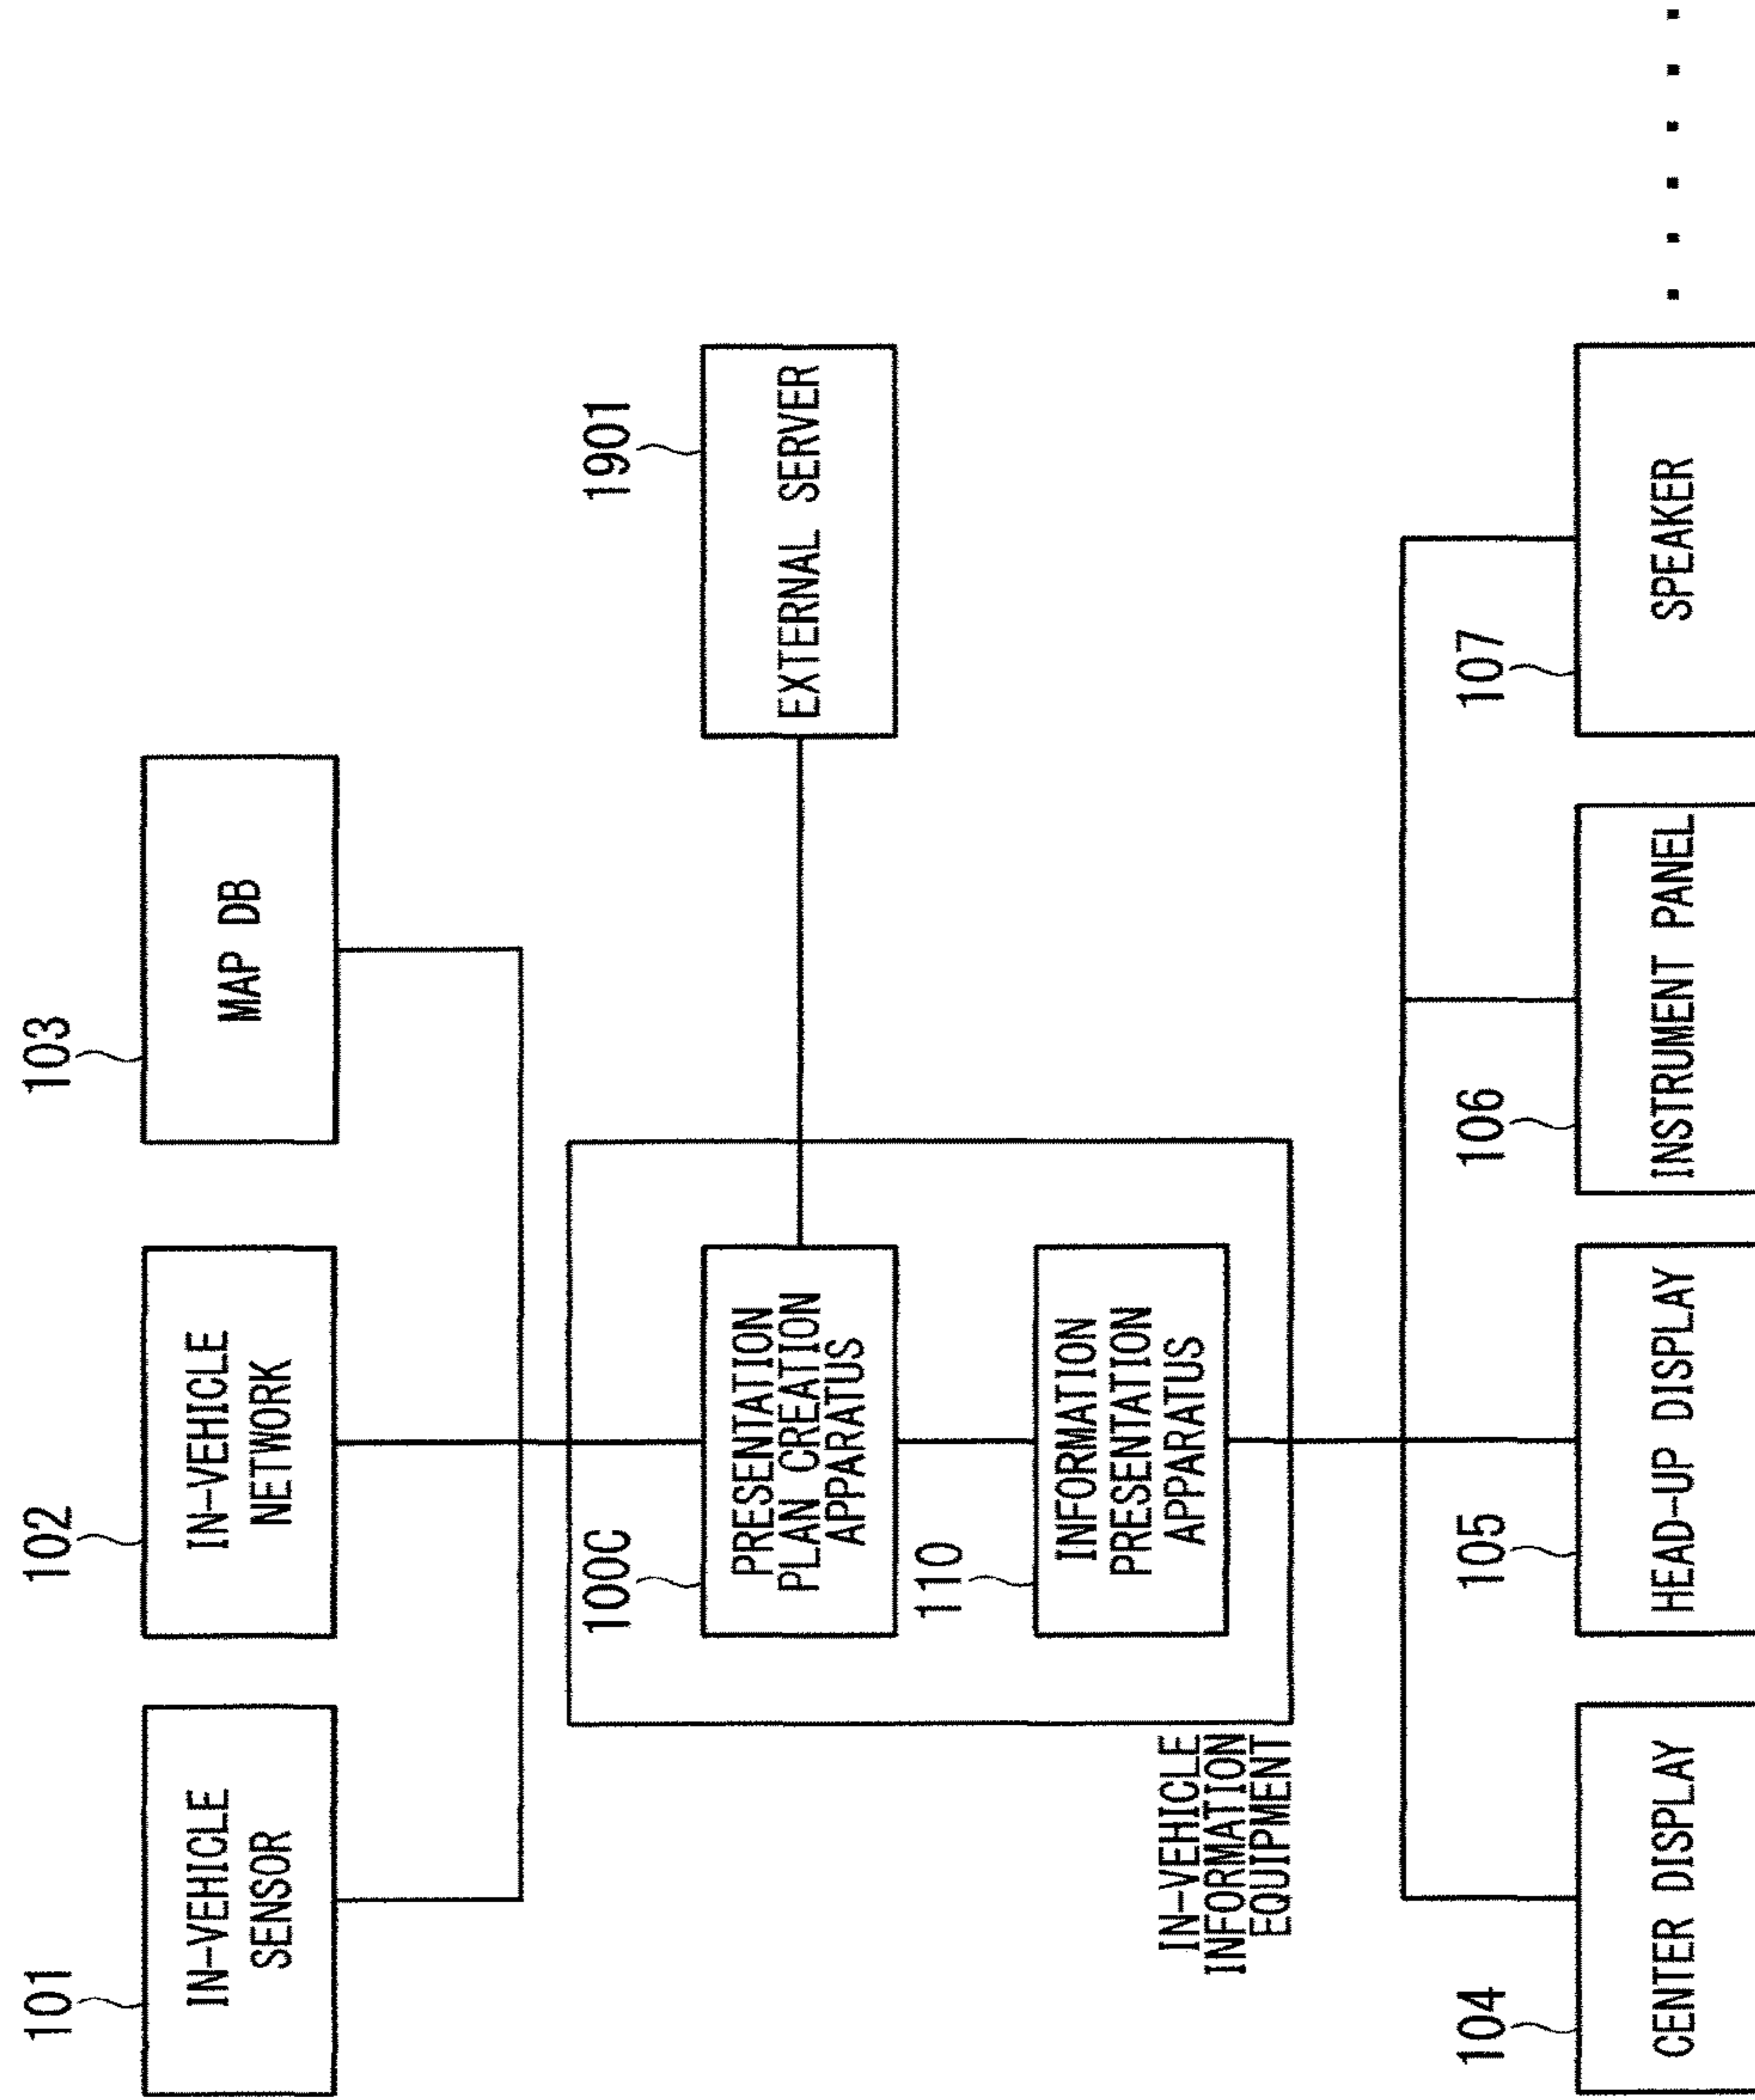 101
IN-VEHICLE
SENSOR
102
IN-VEHICLE
NETWORK
103
MAP DB
100C
PRESENTATION
PLAN CREATION
APPARATUS
1901
EXTERNAL SERVER
110
INFORMATION
PRESENTATION
APPARATUS
IN-VEHICLE
INFORMATION
EQUIPMENT
104
CENTER DISPLAY
105
HEAD-UP DISPLAY
106
INSTRUMENT PANEL
107
SPEAKER